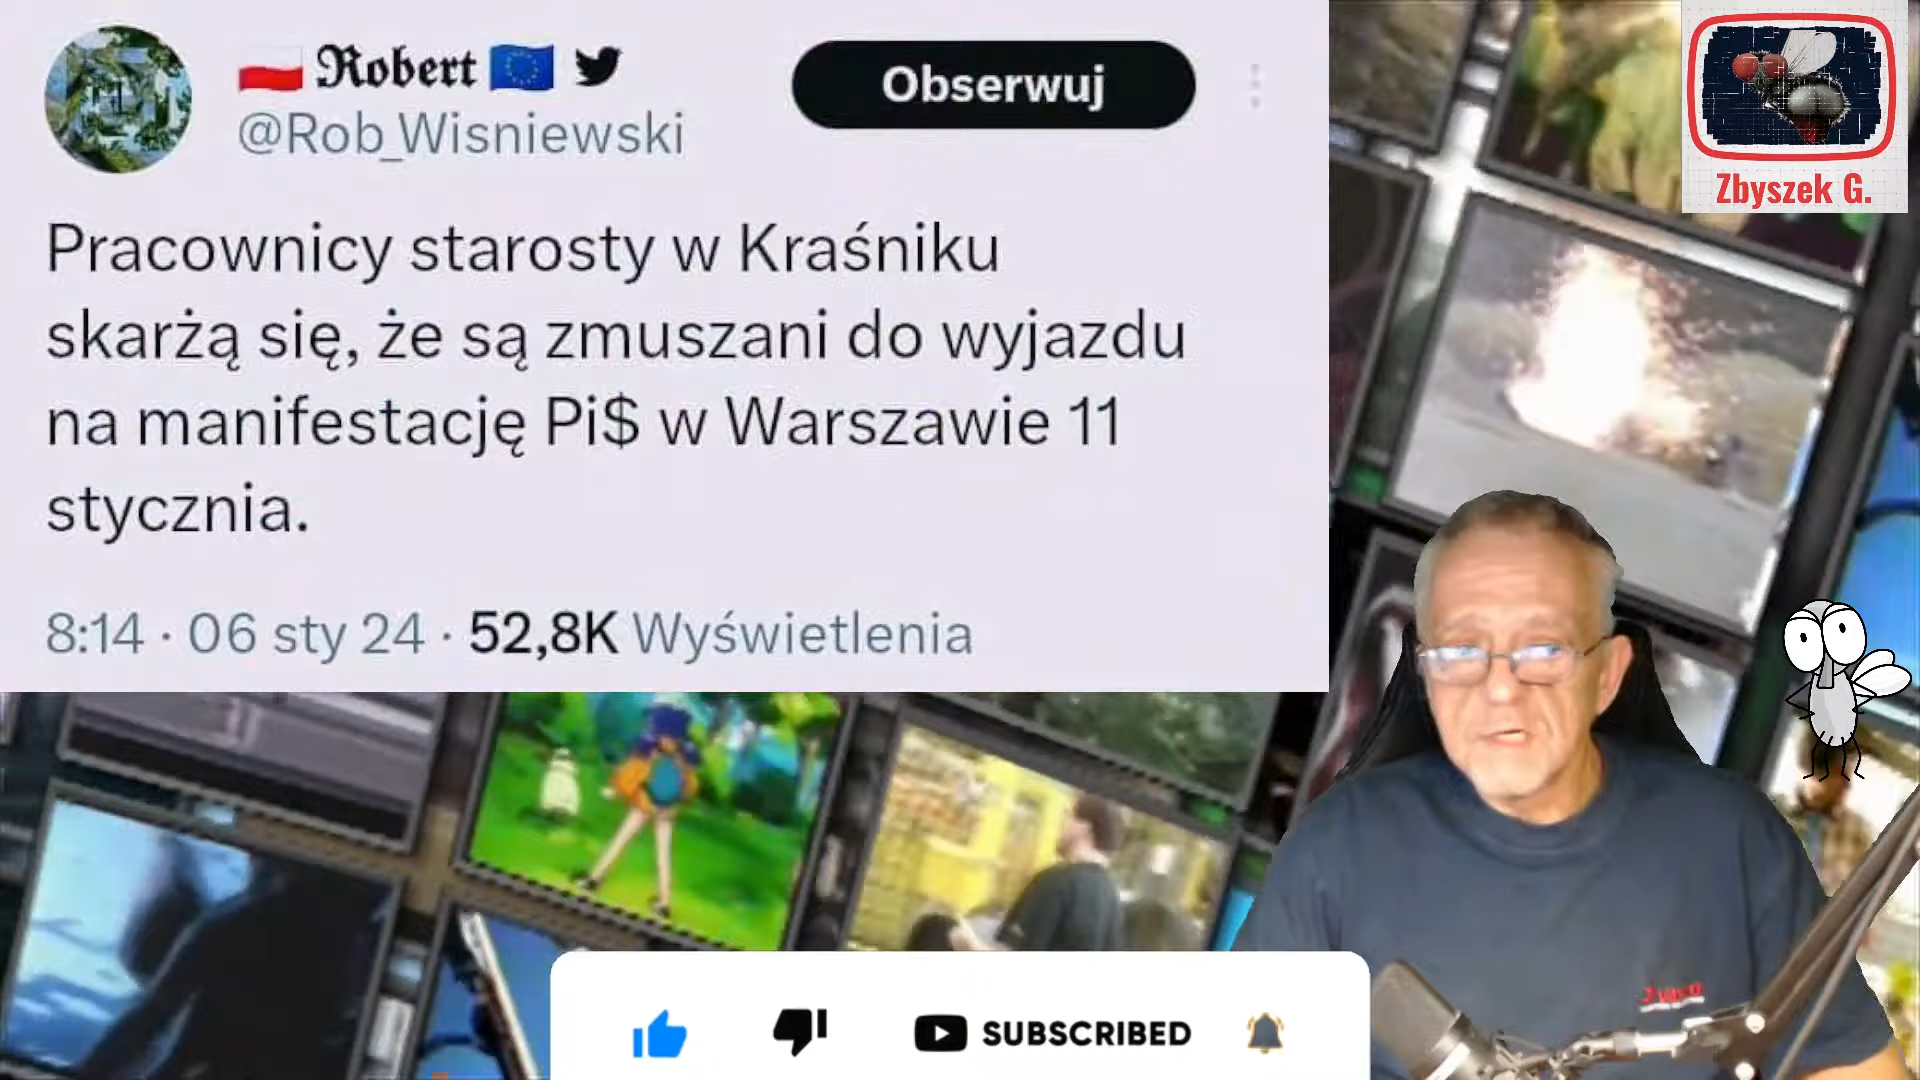 Robert
@Rob_Wisniewski
Obserwuj
Zbyszek G.
Pracownicy starosty w Kraśniku
skarżą się, że są zmuszani do wyjazdu
na manifestację Pi$ w Warszawie 11
stycznia.
8:14 · 06 sty 24 · 52,8K Wyświetlenia
SUBSCRIBED